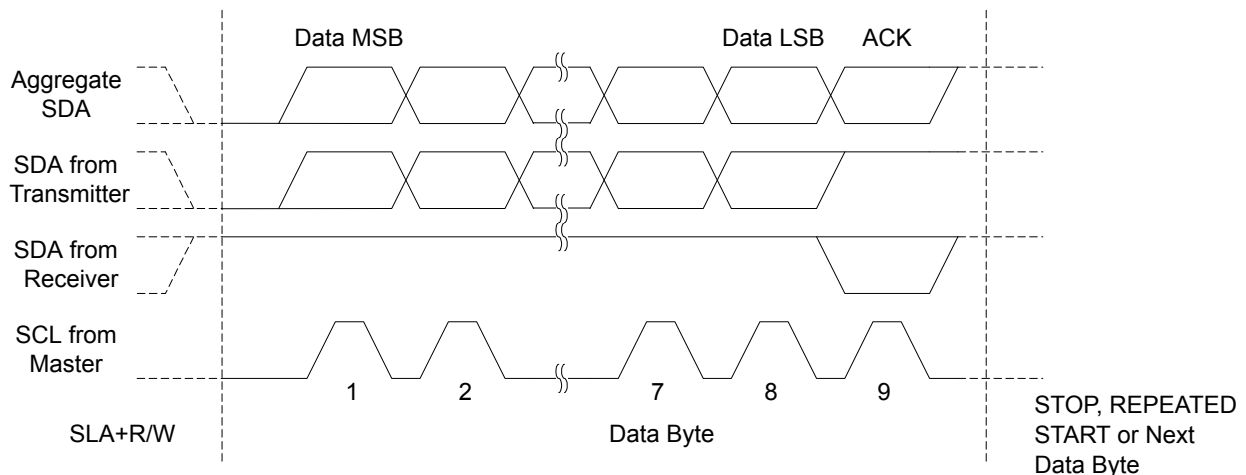 Data MSB
Data LSB
ACK
Aggregate
SDA
SDA from
Transmitter
SDA from
Receiver
SCL from
Master
1
2
7
8
9
SLA+R/W
Data Byte
STOP, REPEATED
START or Next
Data Byte